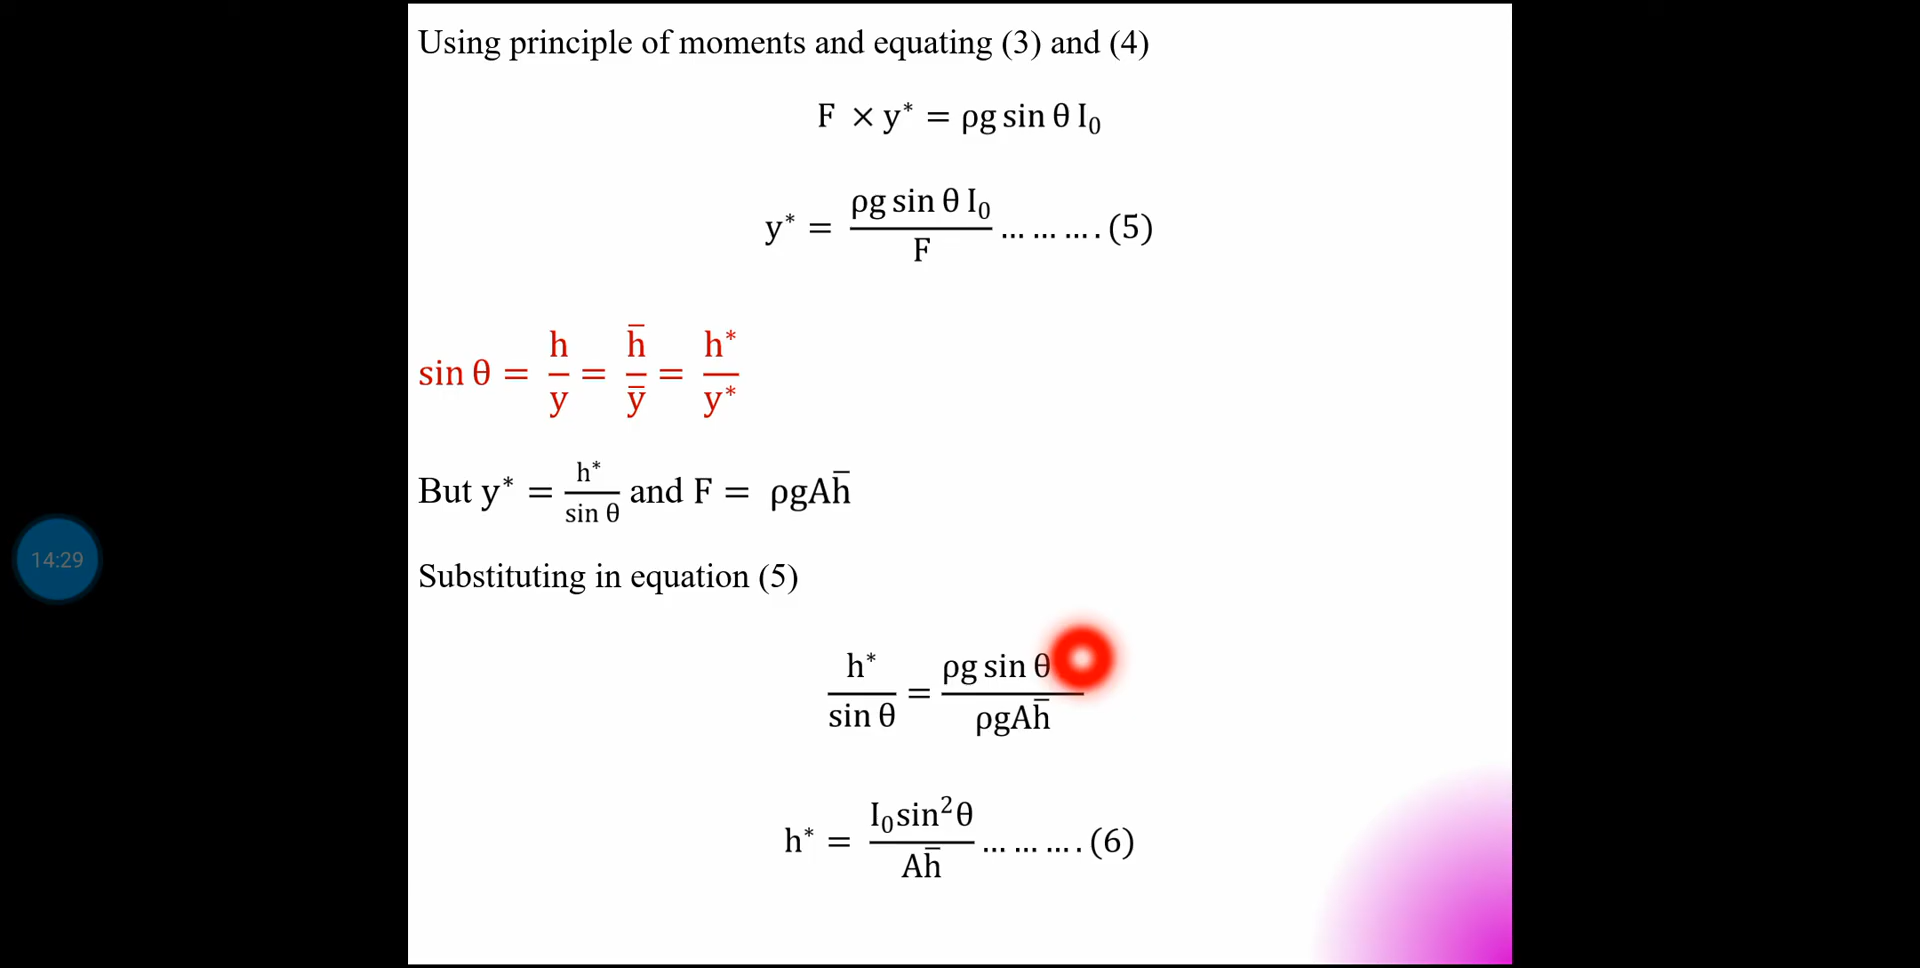 Using principle of moments and equating (3) and (4)
F × y* = ρg sin θ I₀
y* = ρg sin θ I₀ / F … … … . (5)
sin θ = h / y = h̅ / y̅ = h* / y*
But y* = h* / sin θ and F = ρgAh̅
14:29
Substituting in equation (5)
h* / sin θ = ρg sin θ / ρgAh̅
h* = I₀sin²θ / Ah̅ … … … . (6)